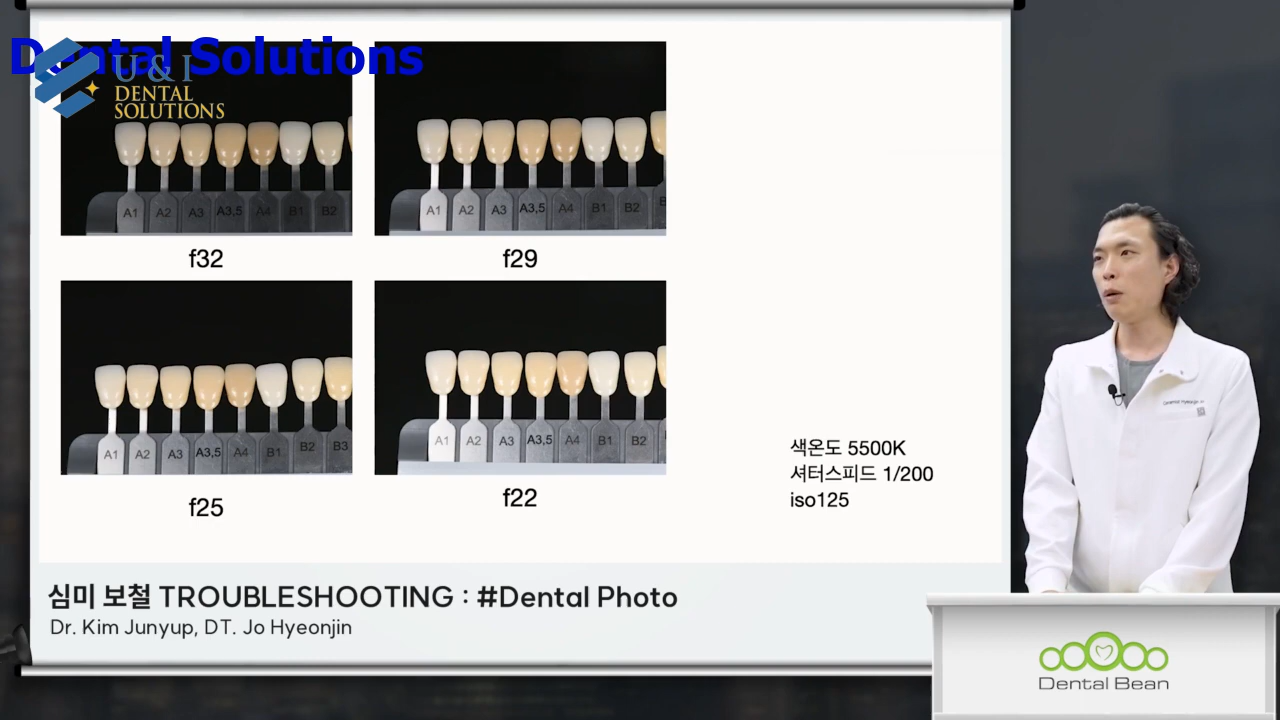 Dental Solutions
U & I
DENTAL
SOLUTIONS
A1 A2 A3 A3,5 A4 B1 B2
A1 A2 A3 A3,5 A4 B1 B2
f32
f29
A1 A2 A3 A3,5 A4 B1 B2 B3
A1 A2 A3 A3,5 A4 B1 B2
f25
f22
색온도 5500K
셔터스피드 1/200
iso125
심미 보철 TROUBLESHOOTING : #Dental Photo
Dr. Kim Junyup, DT. Jo Hyeonjin
Dental Bean